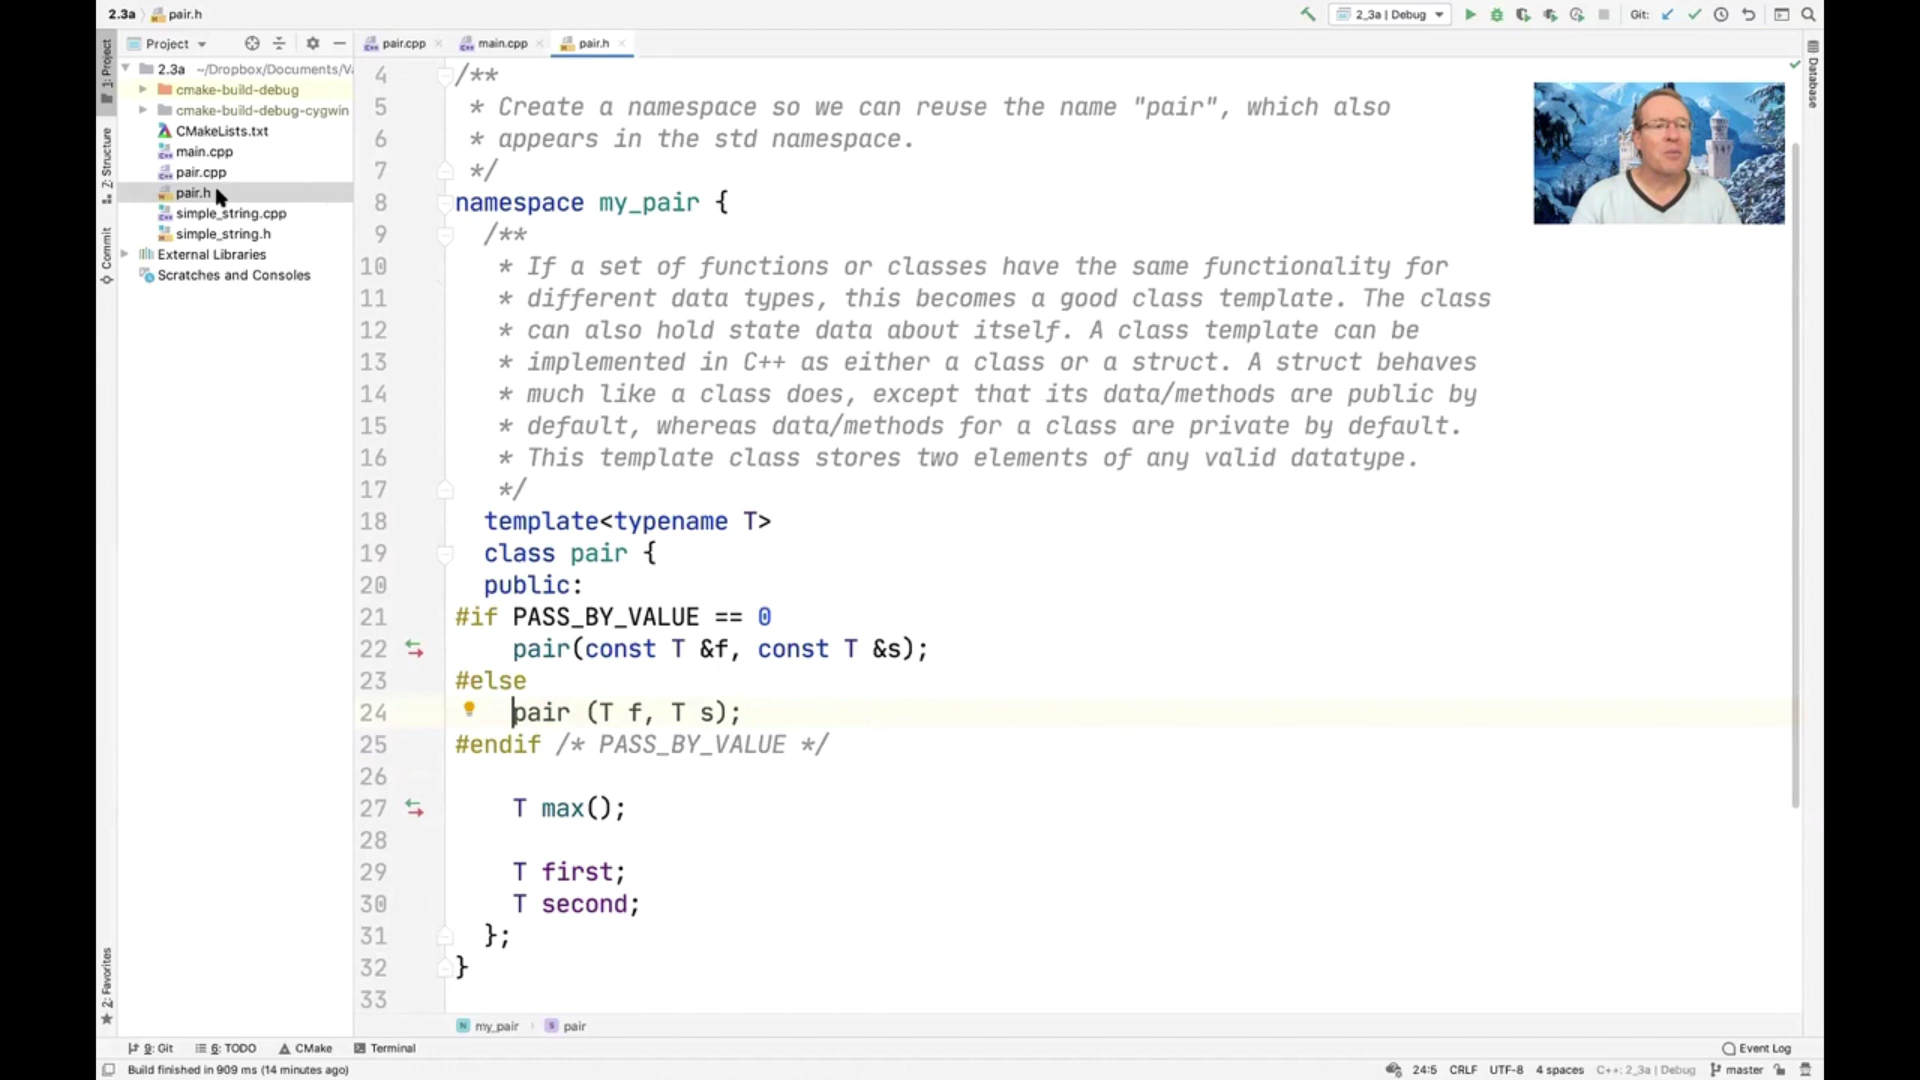 2.3a pair.h
2_3a | Debug
Git:
Project
pair.cpp
main.cpp
pair.h
1: Project
2.3a ~/Dropbox/Documents/Va
cmake-build-debug
cmake-build-debug-cygwin
CMakeLists.txt
main.cpp
pair.cpp
pair.h
simple_string.cpp
simple_string.h
External Libraries
Scratches and Consoles
Z: Structure
Commit
2: Favorites
Database
4 /**
5 * Create a namespace so we can reuse the name "pair", which also
6 * appears in the std namespace.
7 */
8 namespace my_pair {
9 /**
10 * If a set of functions or classes have the same functionality for
11 * different data types, this becomes a good class template. The class
12 * can also hold state data about itself. A class template can be
13 * implemented in C++ as either a class or a struct. A struct behaves
14 * much like a class does, except that its data/methods are public by
15 * default, whereas data/methods for a class are private by default.
16 * This template class stores two elements of any valid datatype.
17 */
18 template<typename T>
19 class pair {
20 public:
21 #if PASS_BY_VALUE == 0
22 pair(const T &f, const T &s);
23 #else
24 pair (T f, T s);
25 #endif /* PASS_BY_VALUE */
26
27 T max();
28
29 T first;
30 T second;
31 };
32 }
33
my_pair pair
9: Git
6: TODO
CMake
Terminal
Event Log
Build finished in 909 ms (14 minutes ago)
24:5 CRLF UTF-8 4 spaces C++: 2_3a | Debug master